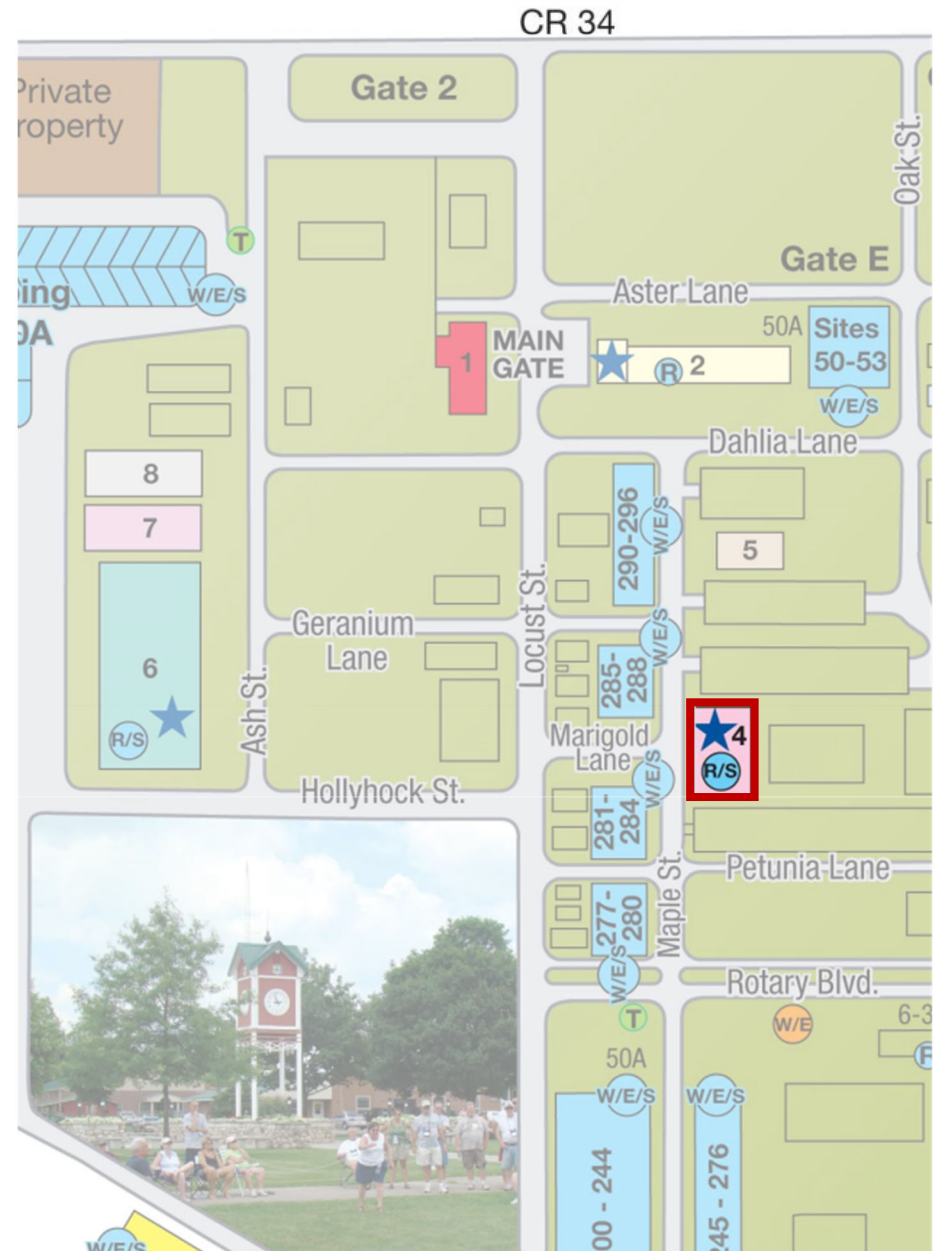 CR 34
Private
roperty
Gate 2
Oak St.
T
Gate E
ing
W/E/S
0A
Aster Lane
MAIN
GATE
1
R
2
50A
Sites
50-53
W/E/S
Dahlia Lane
8
7
6
R/S
Ash St.
Geranium
Lane
Locust St.
290-296
W/E/S
5
285-
288
W/E/S
Marigold
Lane
4
R/S
Hollyhock St.
281-
284
W/E/S
Maple St.
Petunia Lane
277-
280
W/E/S
Rotary Blvd.
T
W/E
6-3
R
50A
W/E/S
W/E/S
00 - 244
245 - 276
W/E/S